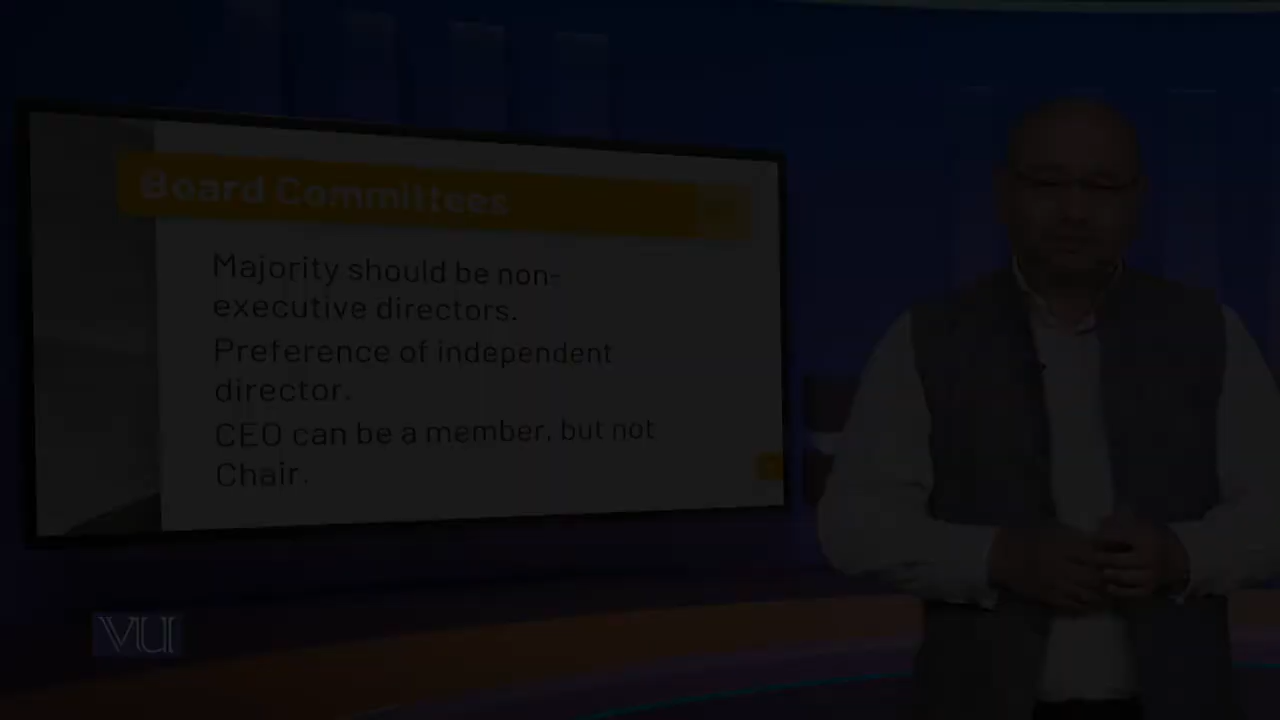 Board Committees
Majority should be non-
executive directors.
Preference of independent
director.
CEO can be a member, but not
Chair.
VU